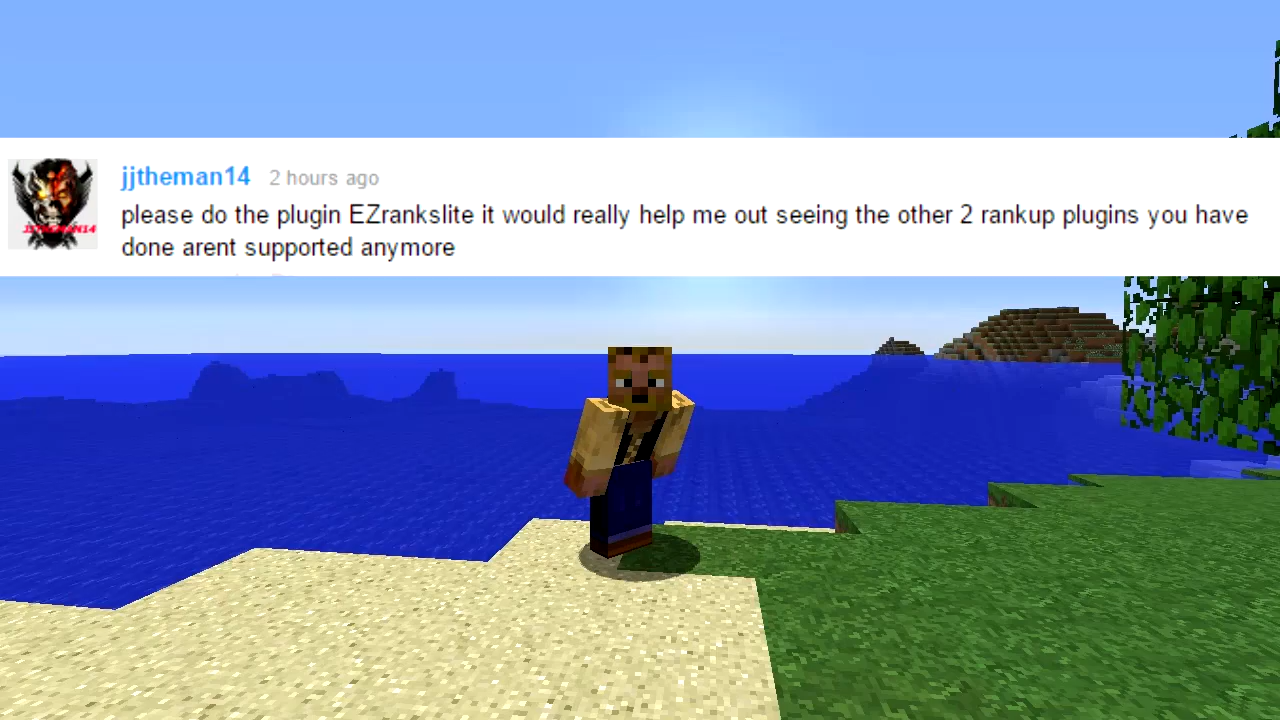 jjtheman14 2 hours ago
please do the plugin EZrankslite it would really help me out seeing the other 2 rankup plugins you have
done arent supported anymore
JJTHEMAN14